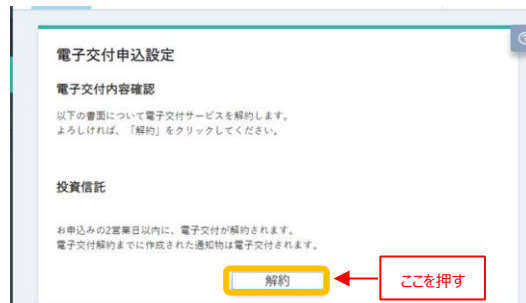 電子交付申込設定
電子交付内容確認
以下の書面について電子交付サービスを解約します。
よろしければ、「解約」をクリックしてください。
投資信託
お申込みの2営業日以内に、電子交付が解約されます。
電子交付解約までに作成された通知物は電子交付されます。
解約
ここを押す